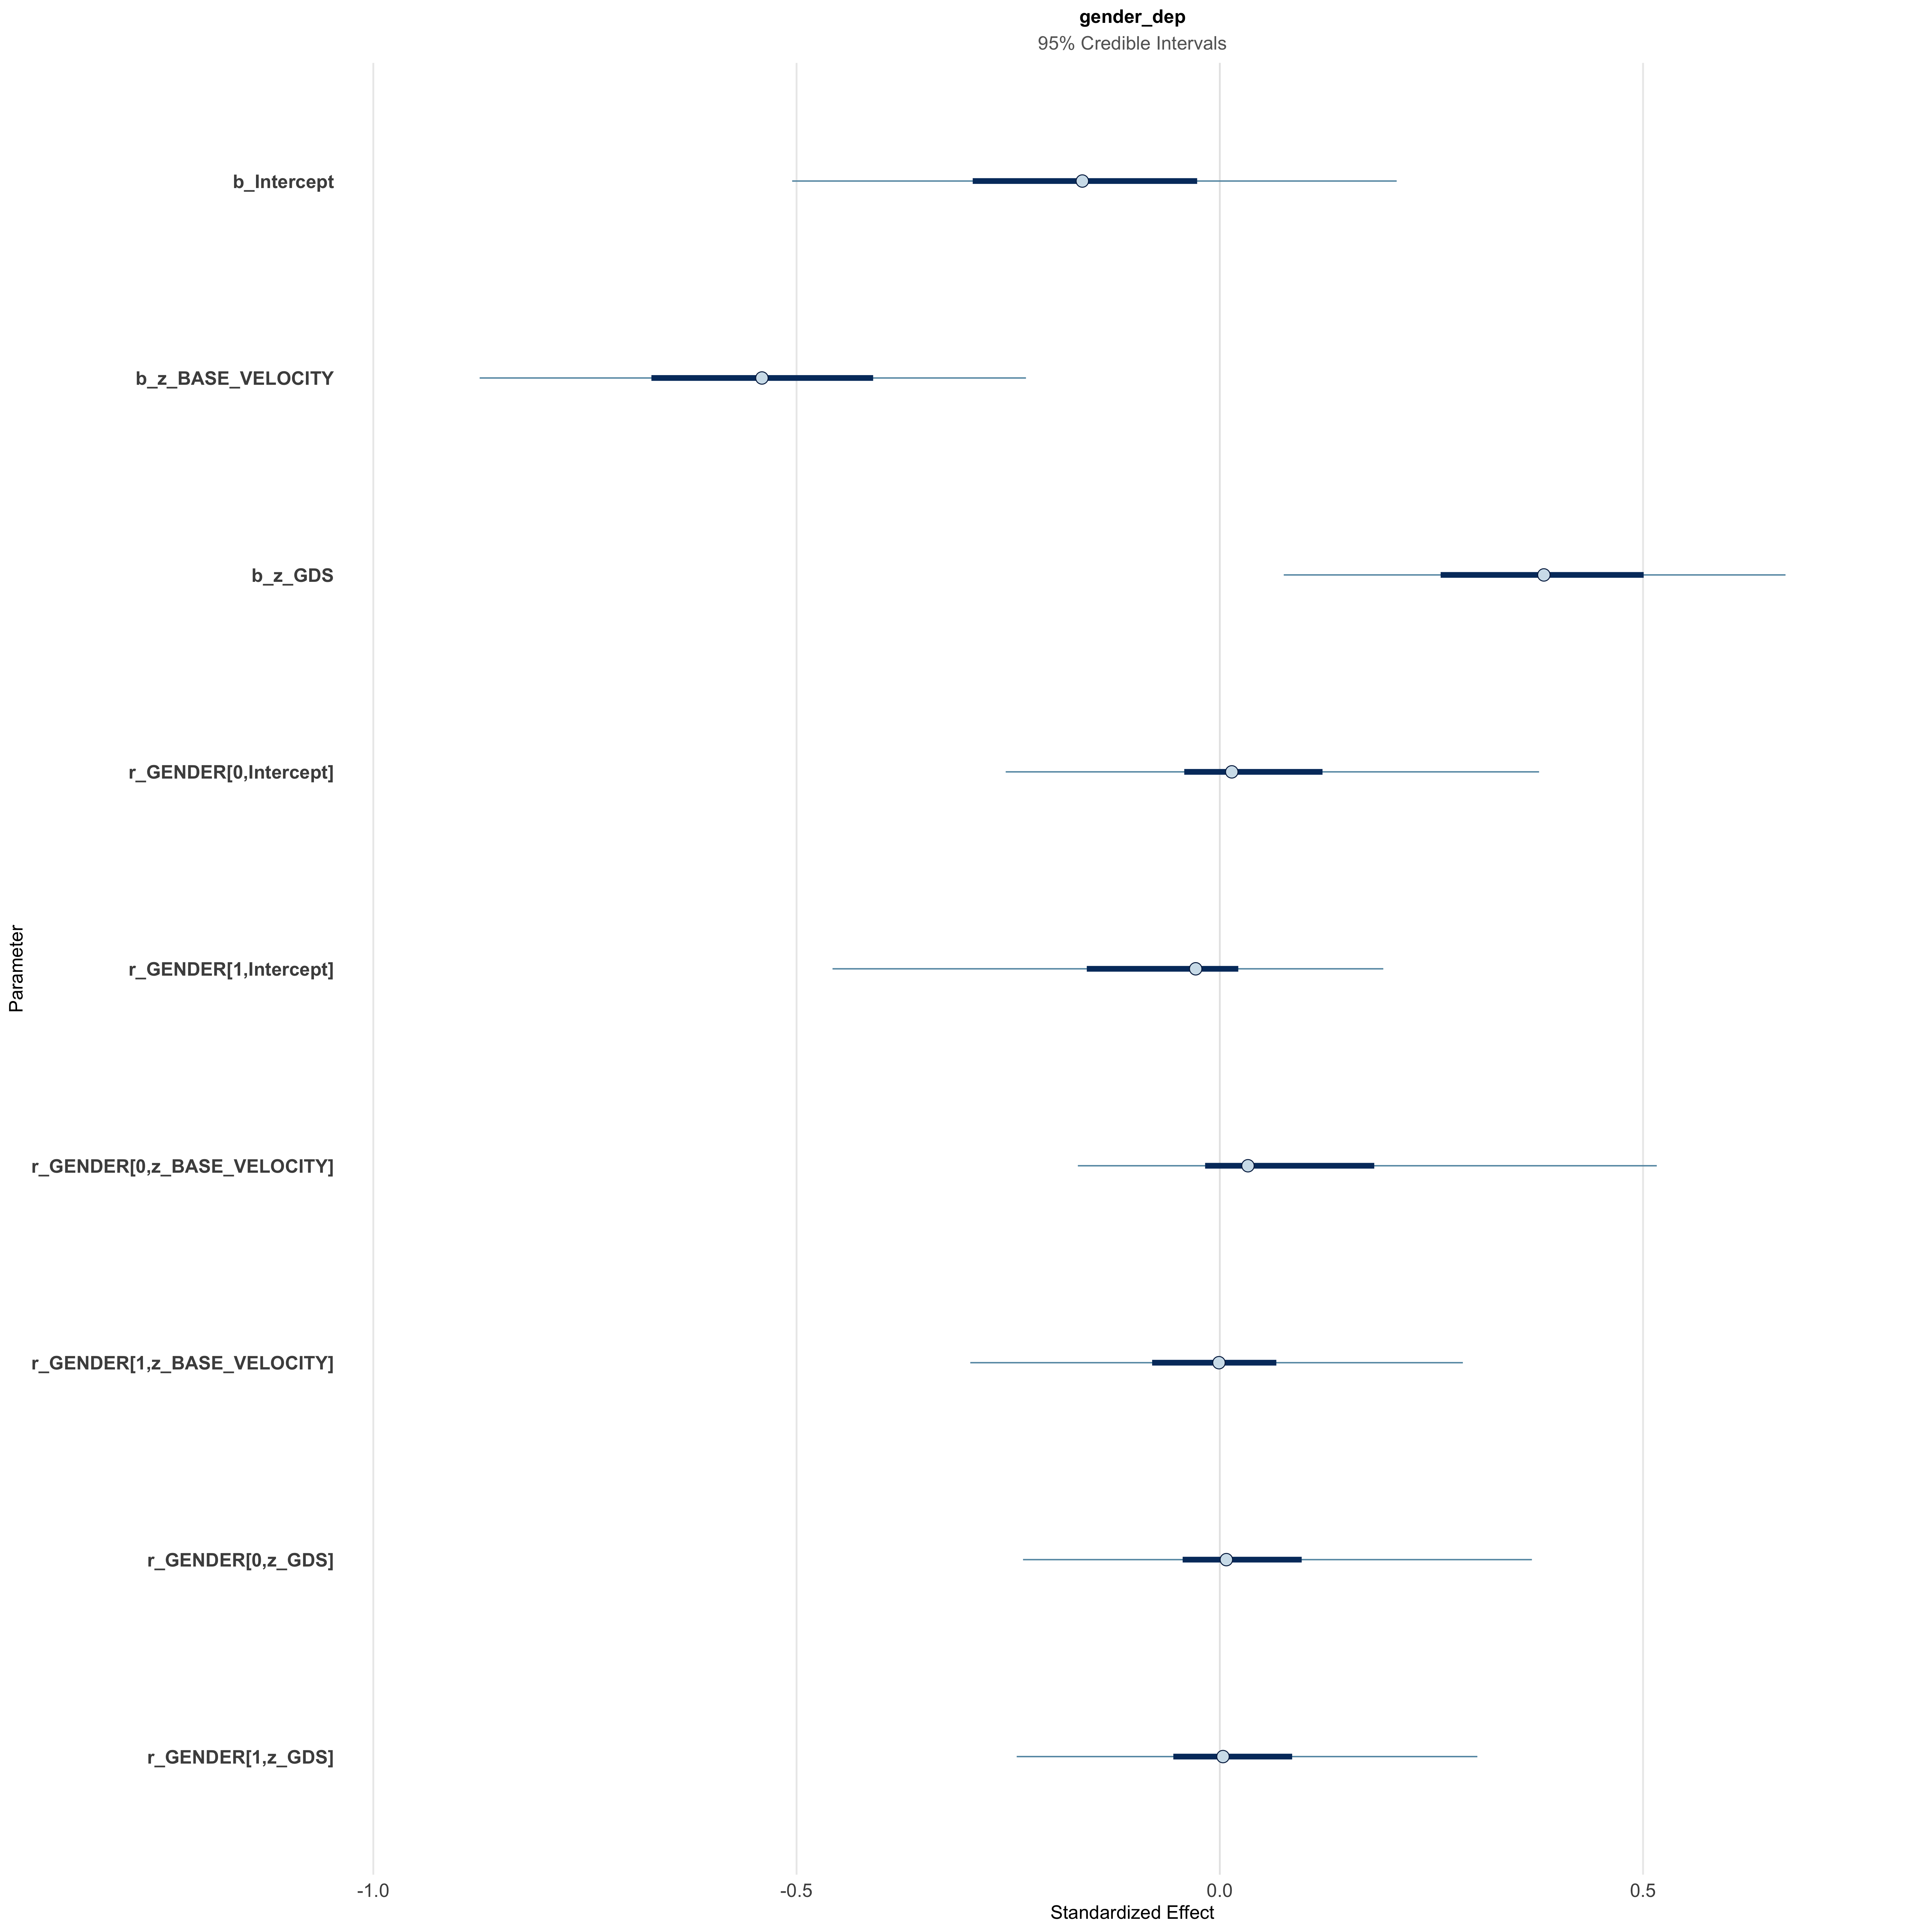 gender_dep
95% Credible Intervals
b_Intercept
b_z_BASE_VELOCITY
b_z_GDS
r_GENDER[0,Intercept]
r_GENDER[1,Intercept]
r_GENDER[0,z_BASE_VELOCITY]
r_GENDER[1,z_BASE_VELOCITY]
r_GENDER[0,z_GDS]
r_GENDER[1,z_GDS]
Parameter
-1.0 -0.5 0.0 0.5
Standardized Effect